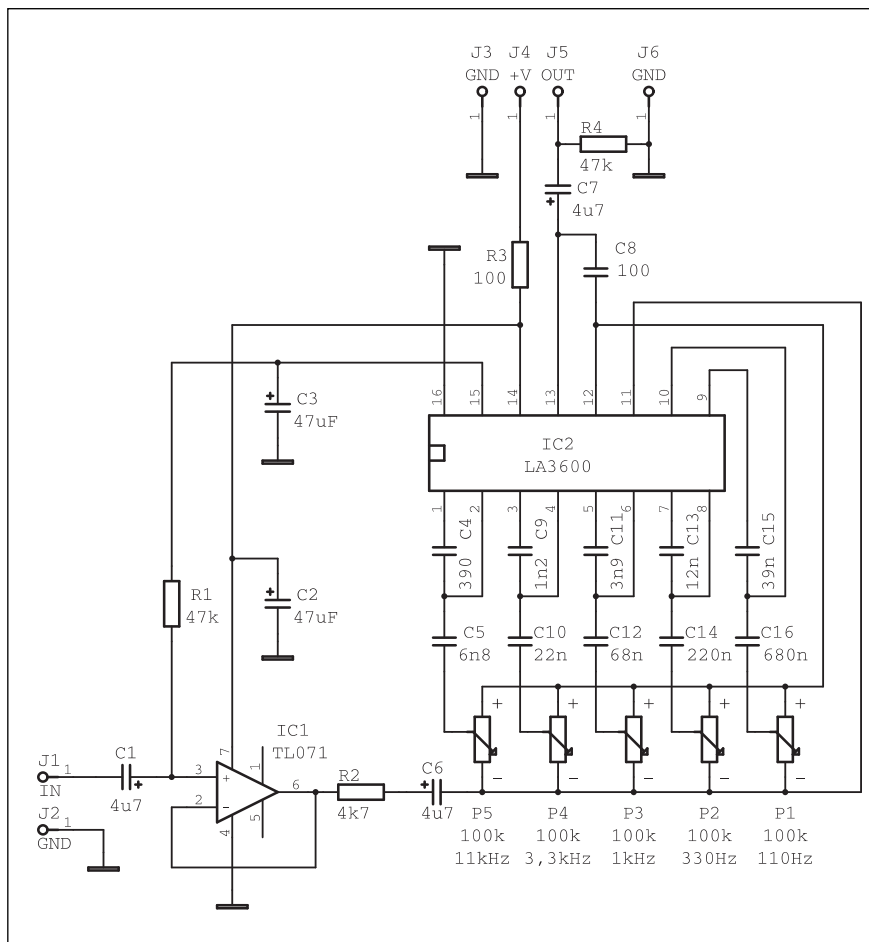 J3 J4 J5 J6
GND +V OUT GND
1 1 1 1
R4
47k
C7
4u7
R3
100
C8
100
C3
47uF
16 15 14 13 12 11 10 9
IC2
LA3600
1 2 3 4 5 6 7 8
C4 C9 C11 C13 C15
390 1n2 3n9 12n 39n
R1
47k
C2
47uF
C5 C10 C12 C14 C16
6n8 22n 68n 220n 680n
+ + + + +
IC1
TL071
7 1
J1 1
IN
C1
4u7
3 +
2 -
6
4 5
R2
4k7
C6
4u7
- - - - -
J2 1
GND
P5 P4 P3 P2 P1
100k 100k 100k 100k 100k
11kHz 3,3kHz 1kHz 330Hz 110Hz